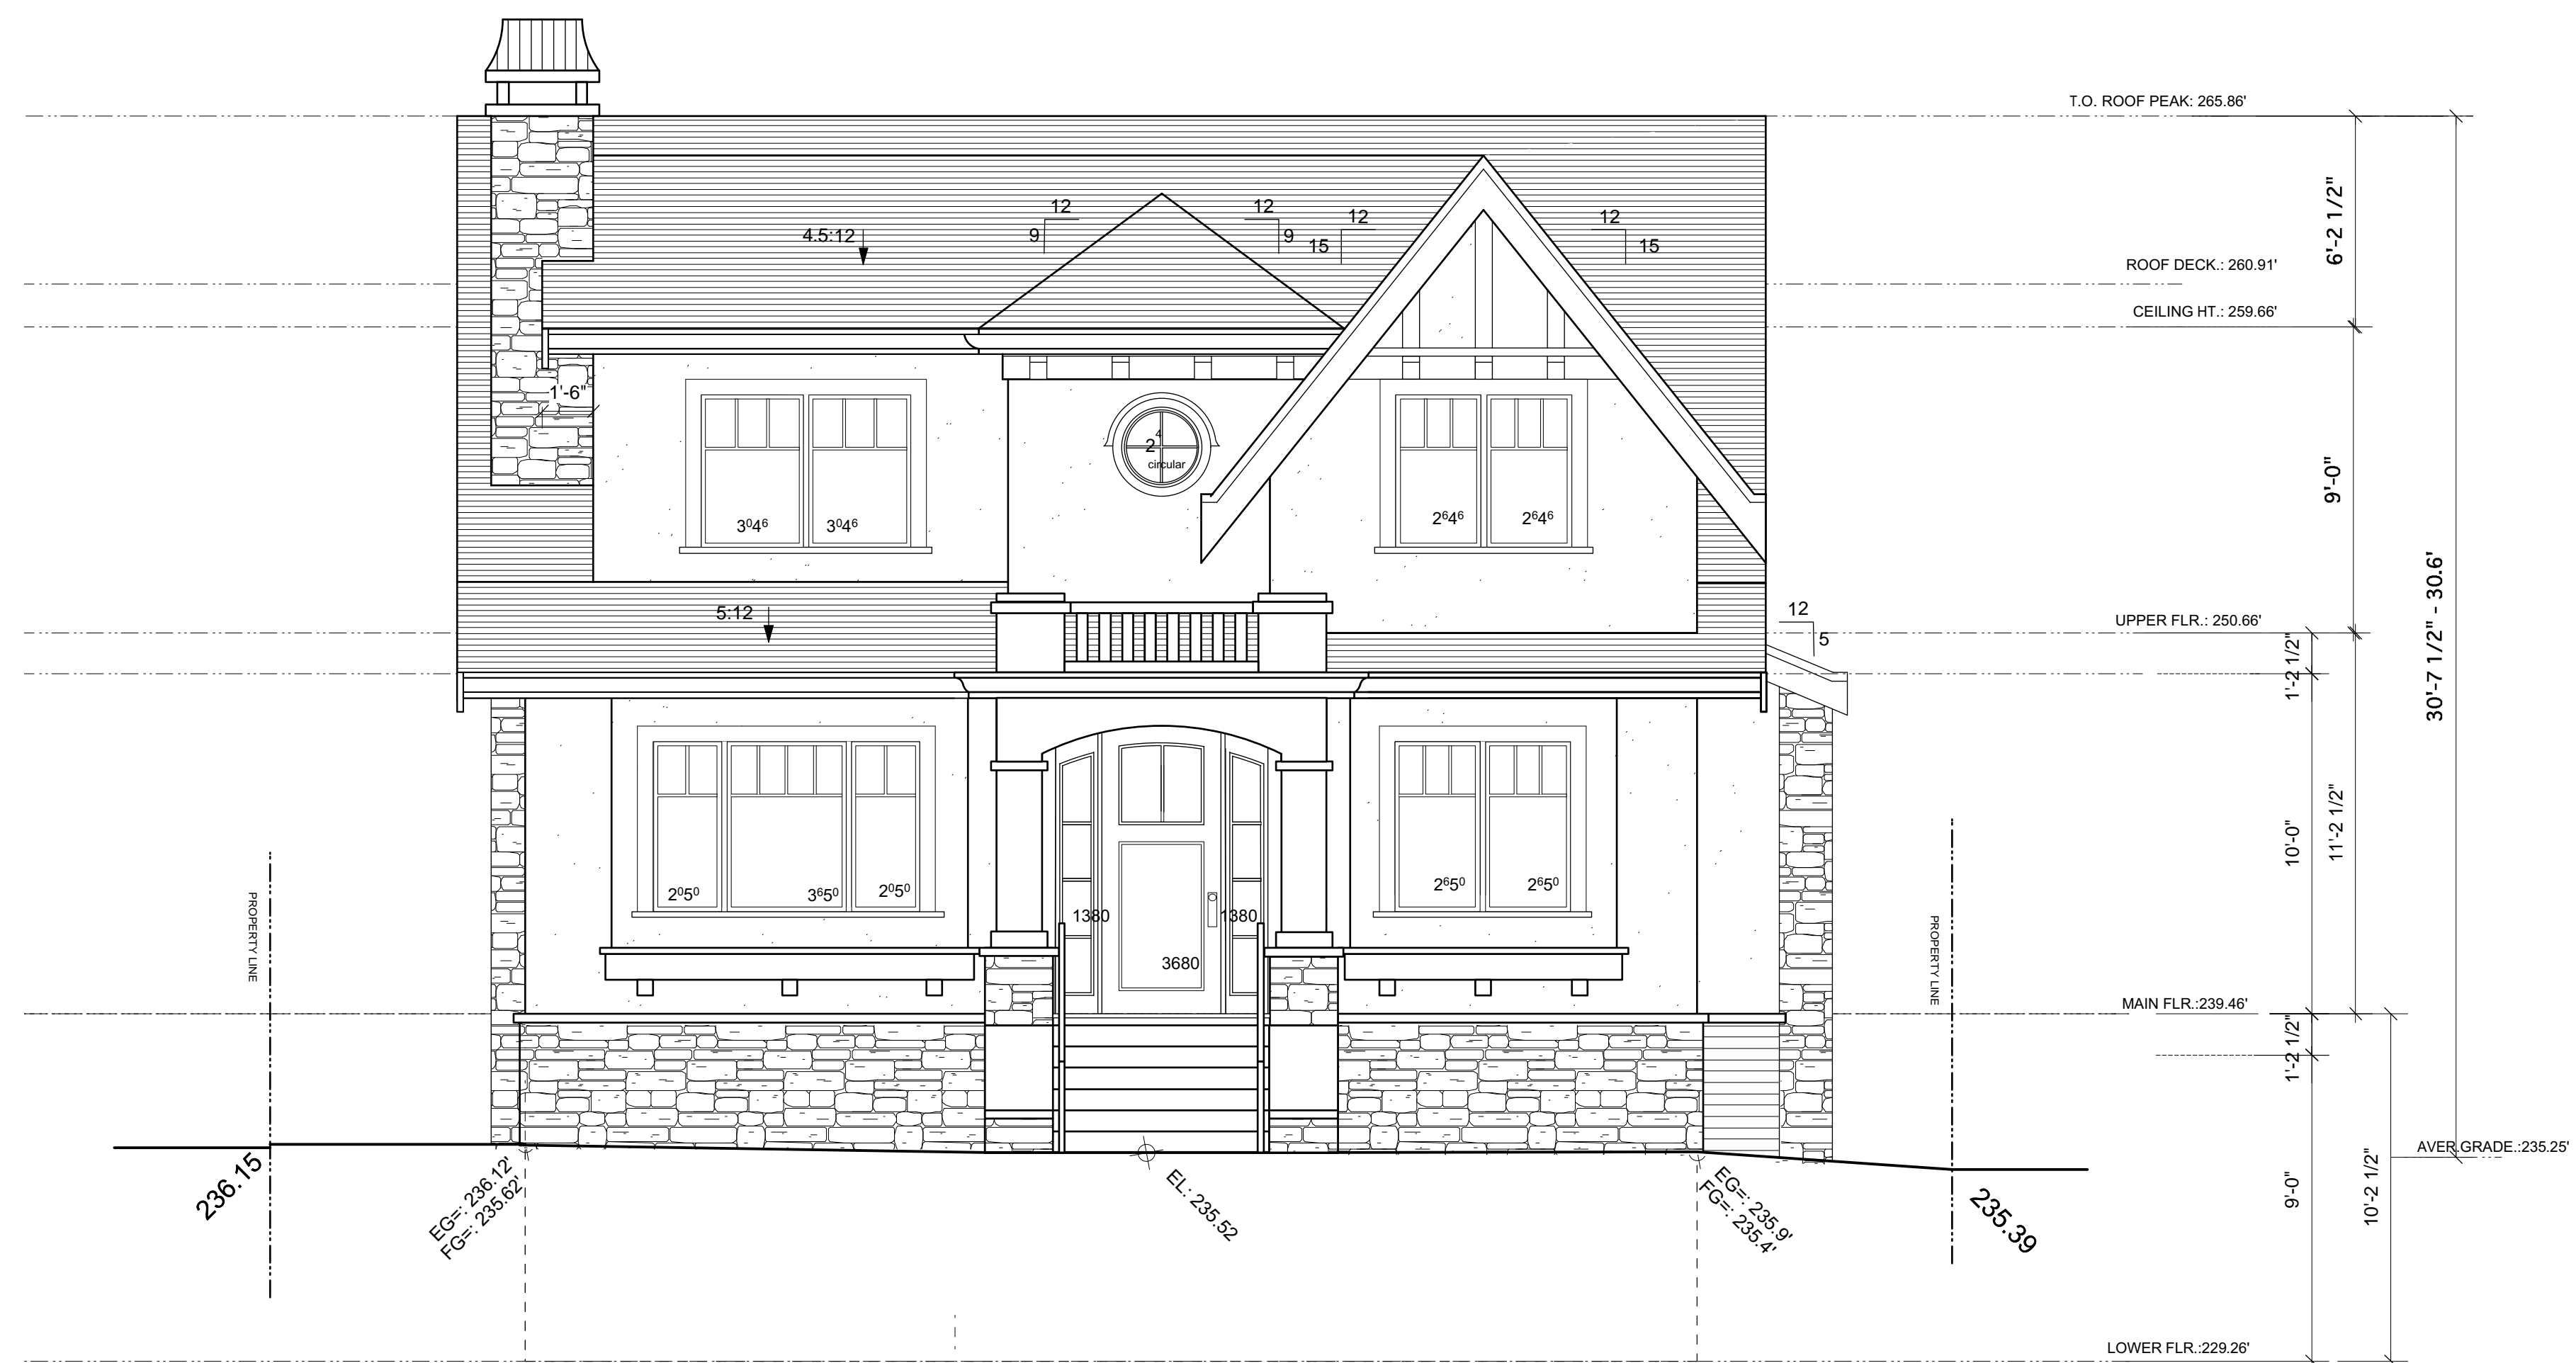 T.O. ROOF PEAK: 265.86'
6'-2 1/2"
12
12
12
12
9
9
15
15
4.5:12
ROOF DECK.: 260.91'
CEILING HT.: 259.66'
1'-6"
2⁴
circular
9'-0"
3⁰4⁶
3⁰4⁶
2⁶4⁶
2⁶4⁶
30'-7 1/2" - 30.6'
5:12
12
5
UPPER FLR.: 250.66'
1'-2 1/2"
10'-0"
11'-2 1/2"
2⁰5⁰
3⁶5⁰
2⁰5⁰
2⁶5⁰
2⁶5⁰
1380
1380
3680
PROPERTY LINE
PROPERTY LINE
MAIN FLR.:239.46'
1'-2 1/2"
AVER.GRADE.:235.25'
236.15
EG=: 236.12'
FG=: 235.62'
EL: 235.52
EG=: 235.9'
FG=: 235.4'
235.39
9'-0"
10'-2 1/2"
LOWER FLR.:229.26'